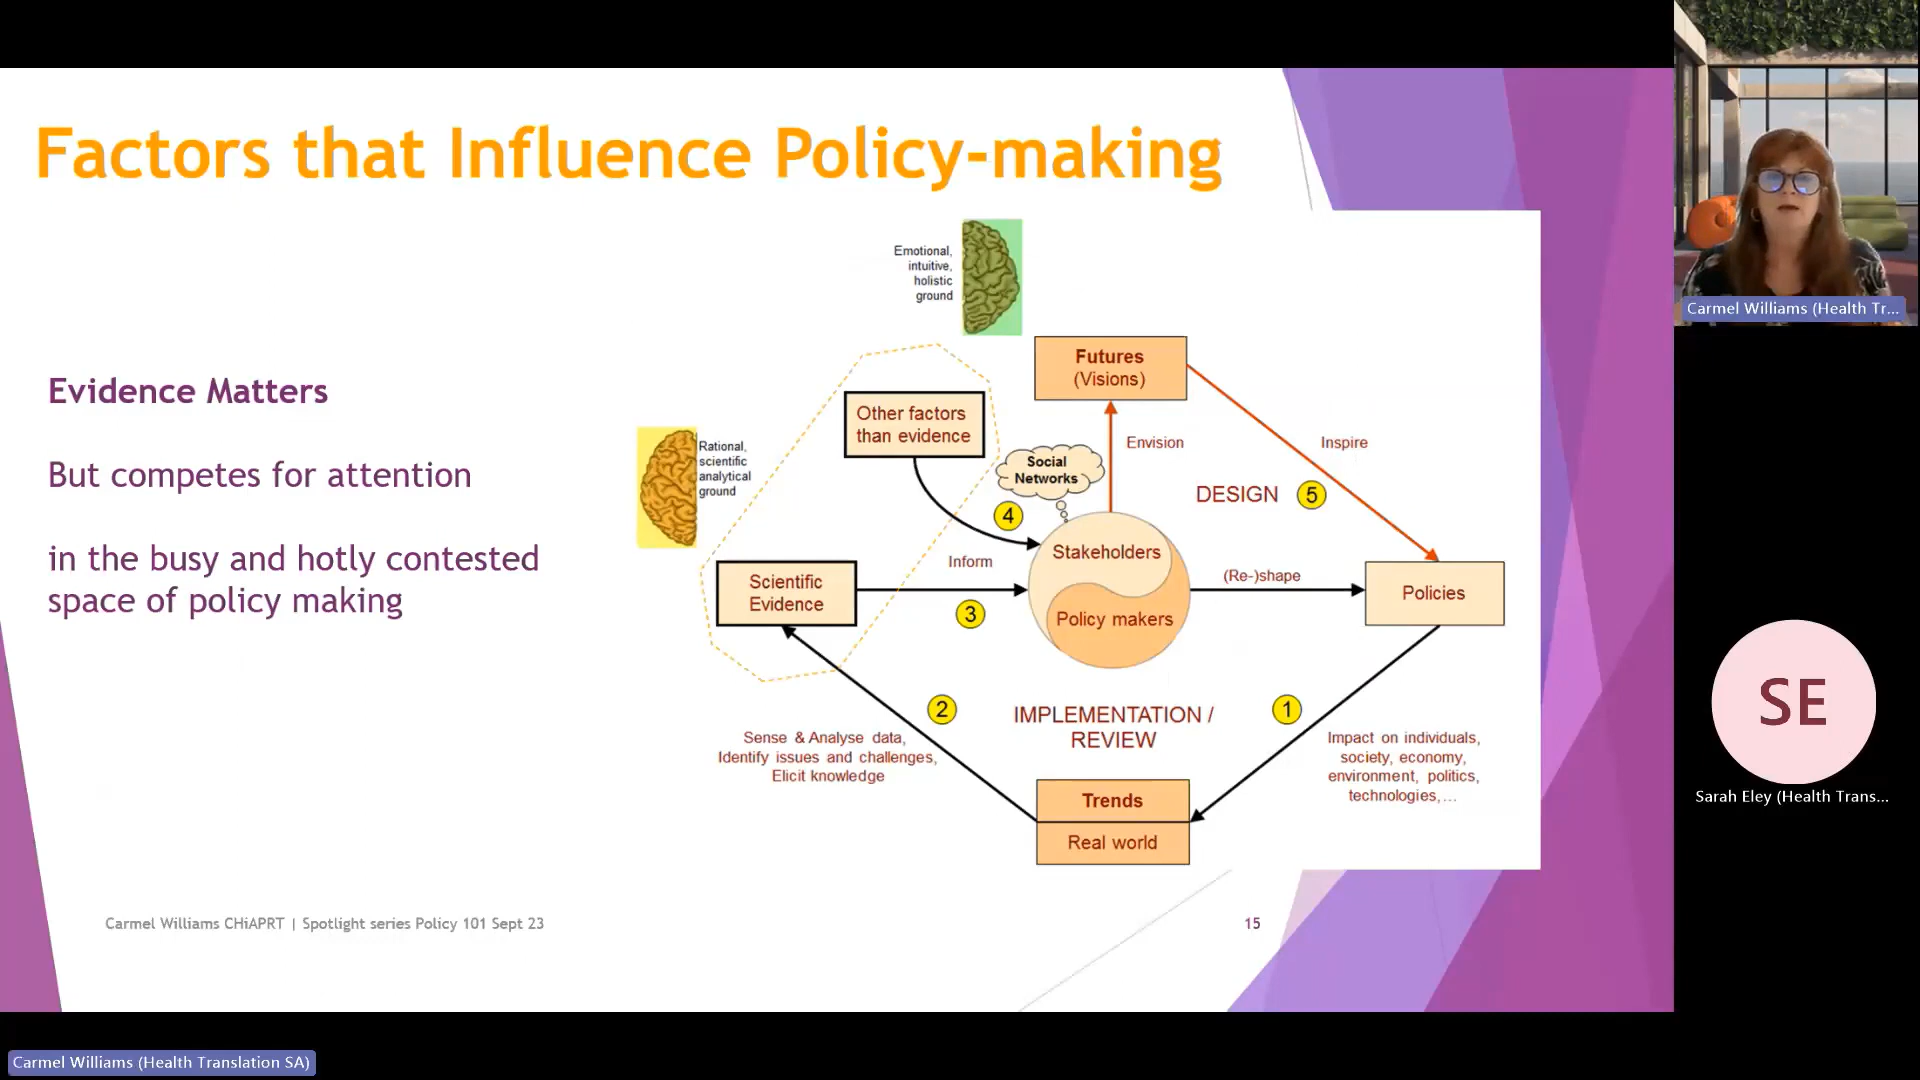 Factors that Influence Policy-making
Evidence Matters
But competes for attention
in the busy and hotly contested
space of policy making
Emotional,
intuitive,
holistic
ground
Rational,
scientific
analytical
ground
Futures
(Visions)
Other factors
than evidence
Social
Networks
Envision
Inspire
DESIGN
5
4
Stakeholders
Policy makers
Inform
3
Scientific
Evidence
(Re-)shape
Policies
2
Sense & Analyse data,
Identify issues and challenges,
Elicit knowledge
IMPLEMENTATION /
REVIEW
1
Impact on individuals,
society, economy,
environment, politics,
technologies,...
Trends
Real world
Carmel Williams CHiAPRT | Spotlight series Policy 101 Sept 23
15
Carmel Williams (Health Tr...
SE
Sarah Eley (Health Trans...
Carmel Williams (Health Translation SA)